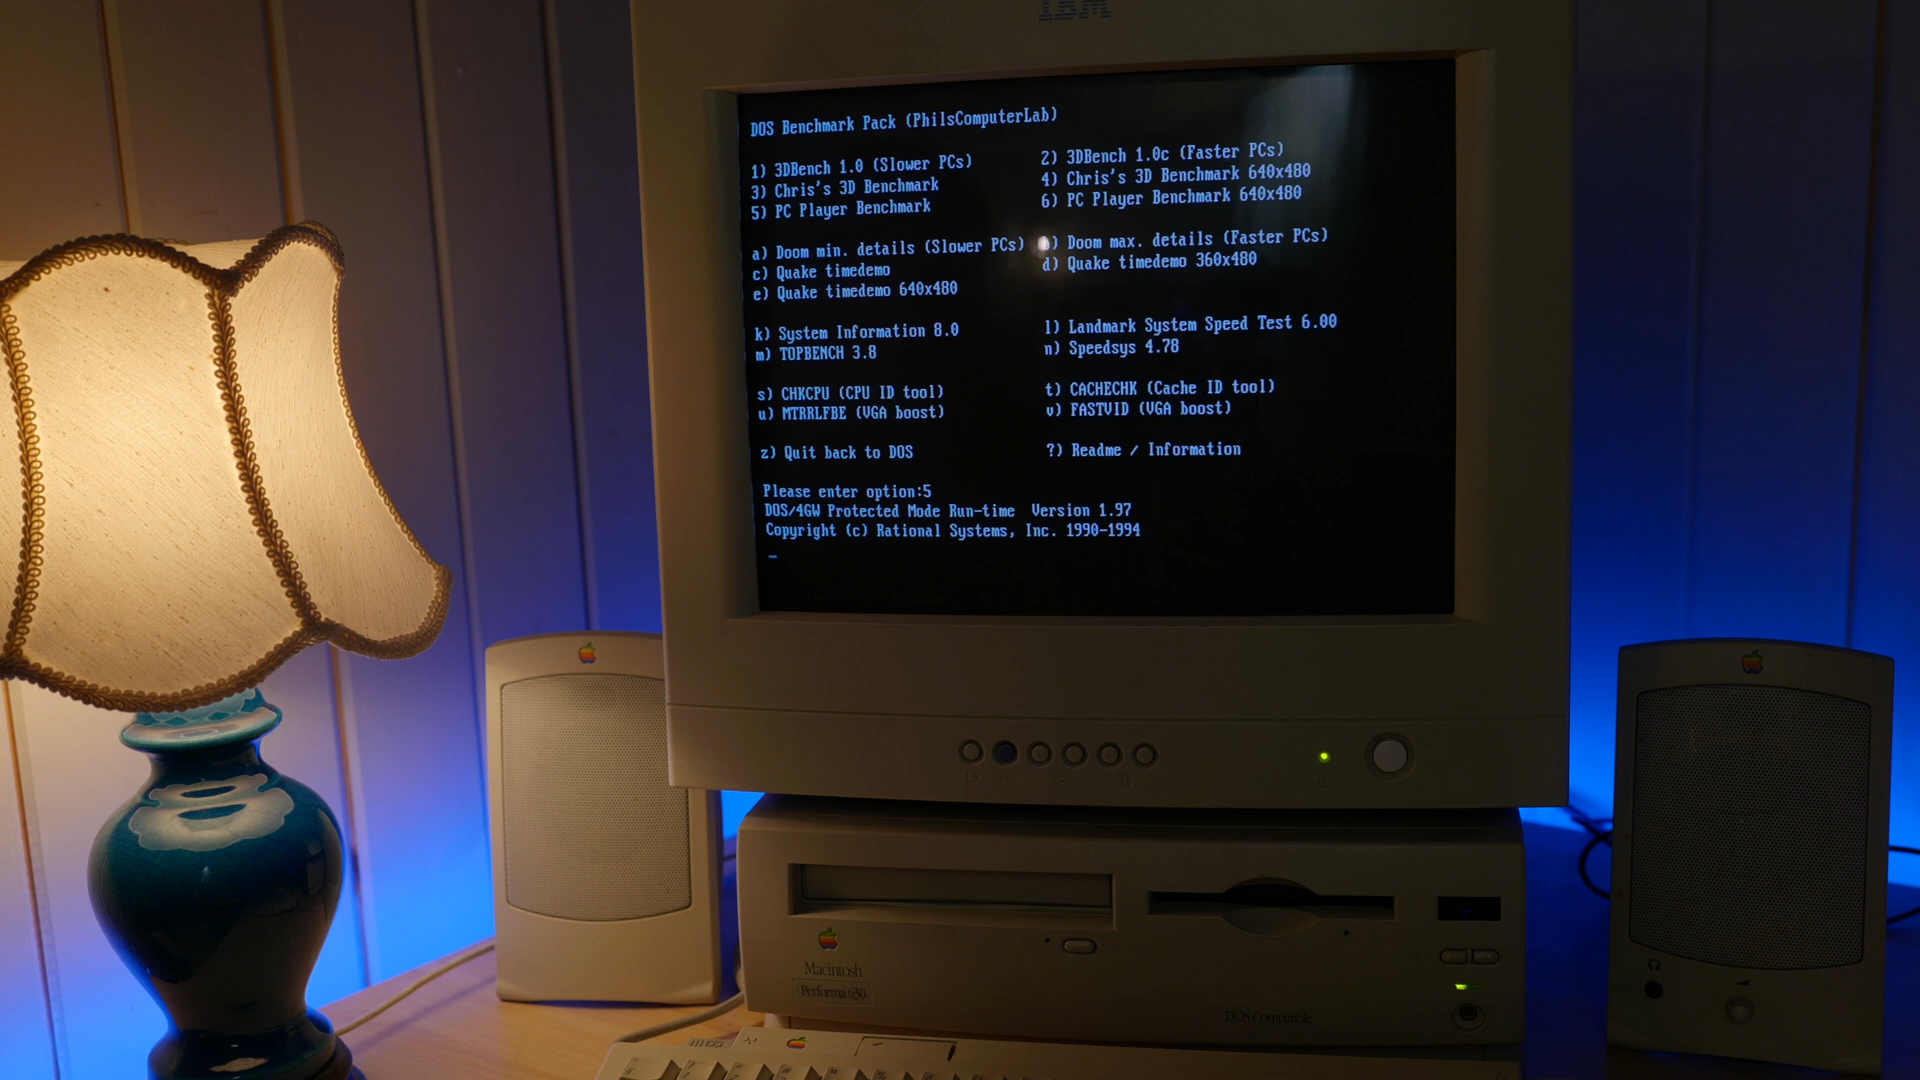 IBM
DOS Benchmark Pack (PhilsComputerLab)
1) 3DBench 1.0 (Slower PCs) 2) 3DBench 1.0c (Faster PCs)
3) Chris's 3D Benchmark 4) Chris's 3D Benchmark 640x480
5) PC Player Benchmark 6) PC Player Benchmark 640x480
a) Doom min. details (Slower PCs) b) Doom max. details (Faster PCs)
c) Quake timedemo d) Quake timedemo 360x480
e) Quake timedemo 640x480
k) System Information 8.0 l) Landmark System Speed Test 6.00
m) TOPBENCH 3.8 n) Speedsys 4.78
s) CHKCPU (CPU ID tool) t) CACHECHK (Cache ID tool)
u) MTRRLFBE (VGA boost) v) FASTVID (VGA boost)
z) Quit back to DOS ?) Readme / Information
Please enter option:5
DOS/4GW Protected Mode Run-time Version 1.97
Copyright (c) Rational Systems, Inc. 1990-1994
_
Macintosh
Performa 630
DOS Compatible